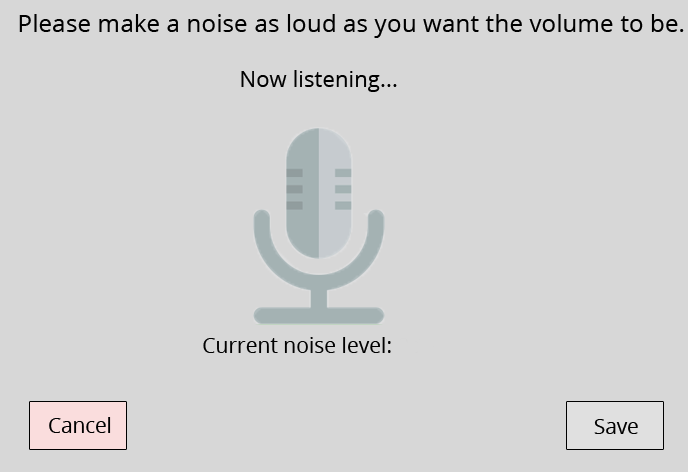 Please make a noise as loud as you want the volume to be.
Now listening...
Current noise level:
Cancel
Save